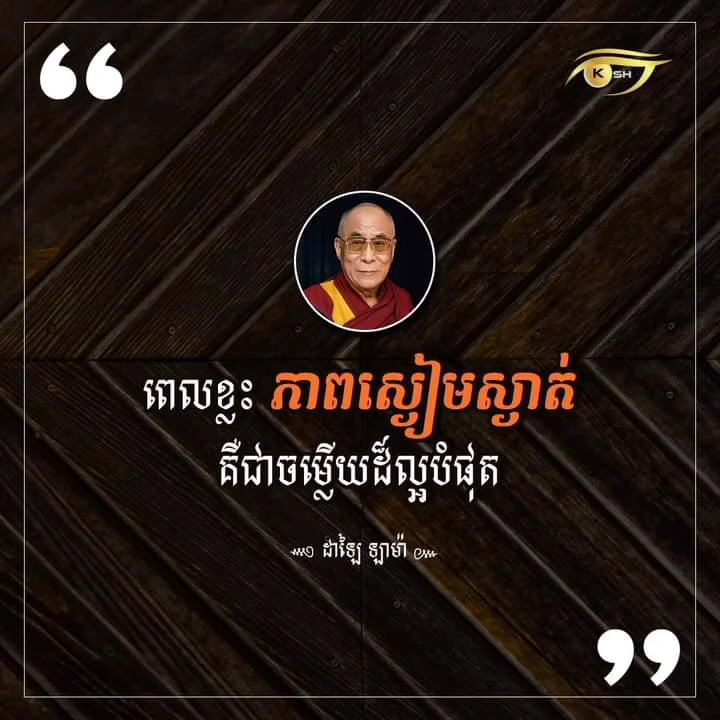 KSH
ពេលខ្លះ ភាពស្ងៀមស្ងាត់
គឺជាចម្លើយដ៏ល្អបំផុត
ដាឡៃ ឡាម៉ា